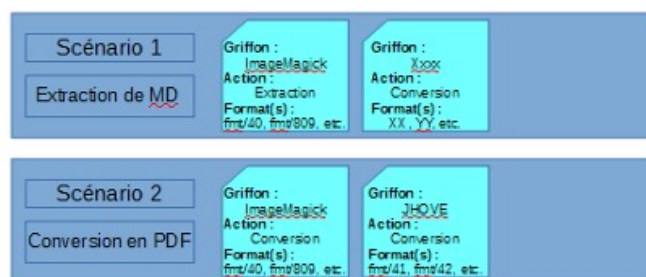 Scénario 1
Extraction de MD
Griffon :
ImageMagick
Action :
Extraction
Format(s) :
fmt/40, fmt/809, etc.
Griffon :
Xxxx
Action :
Conversion
Format(s) :
XX , YY, etc.
Scénario 2
Conversion en PDF
Griffon :
ImageMagick
Action :
Conversion
Format(s) :
fmt/40, fmt/809, etc.
Griffon :
JHOVE
Action :
Conversion
Format(s) :
fmt/41, fmt/42, etc.